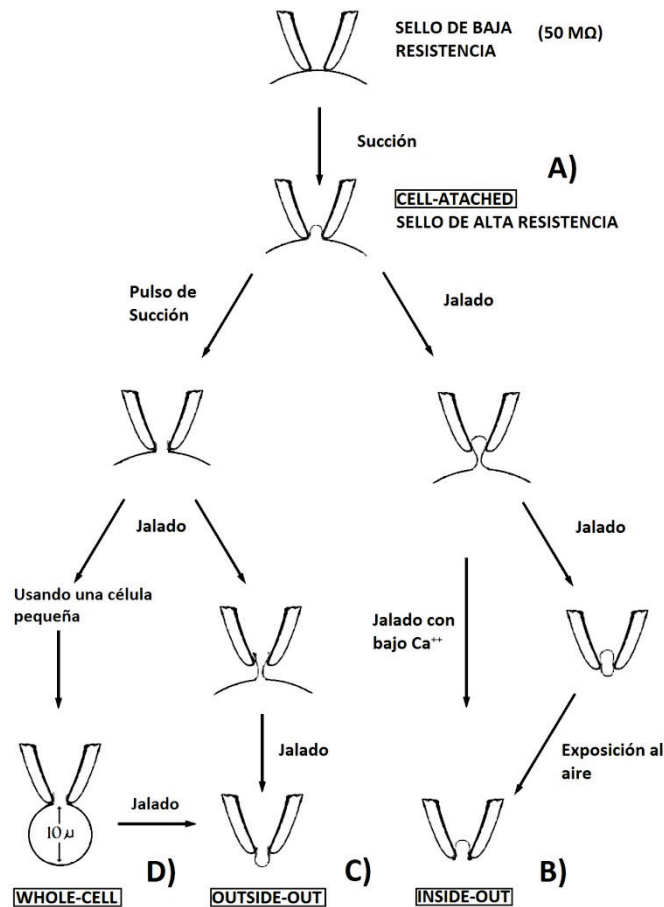 SELLO DE BAJA (50 MΩ)
RESISTENCIA
Succión
A)
CELL-ATACHED
SELLO DE ALTA RESISTENCIA
Pulso de
Succión
Jalado
Jalado
Jalado
Usando una célula
pequeña
Jalado con
bajo Ca⁺⁺
Jalado
Exposición al
aire
Jalado
10 μ
D)
C)
B)
WHOLE-CELL
OUTSIDE-OUT
INSIDE-OUT